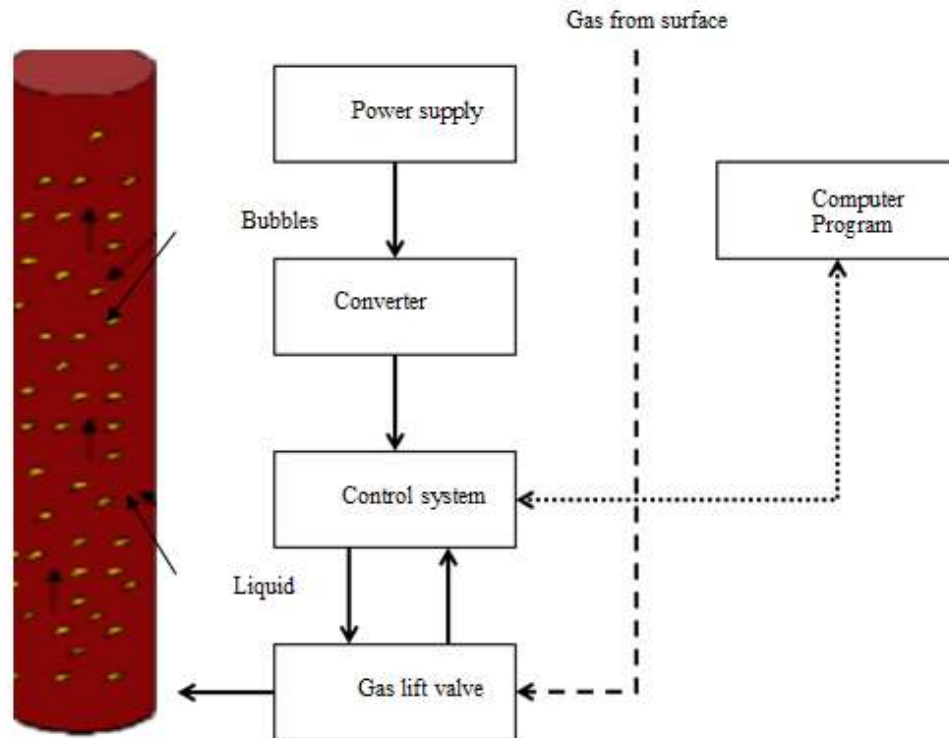 Gas from surface
Power supply
Computer
Program
Bubbles
Converter
Control system
Liquid
Gas lift valve